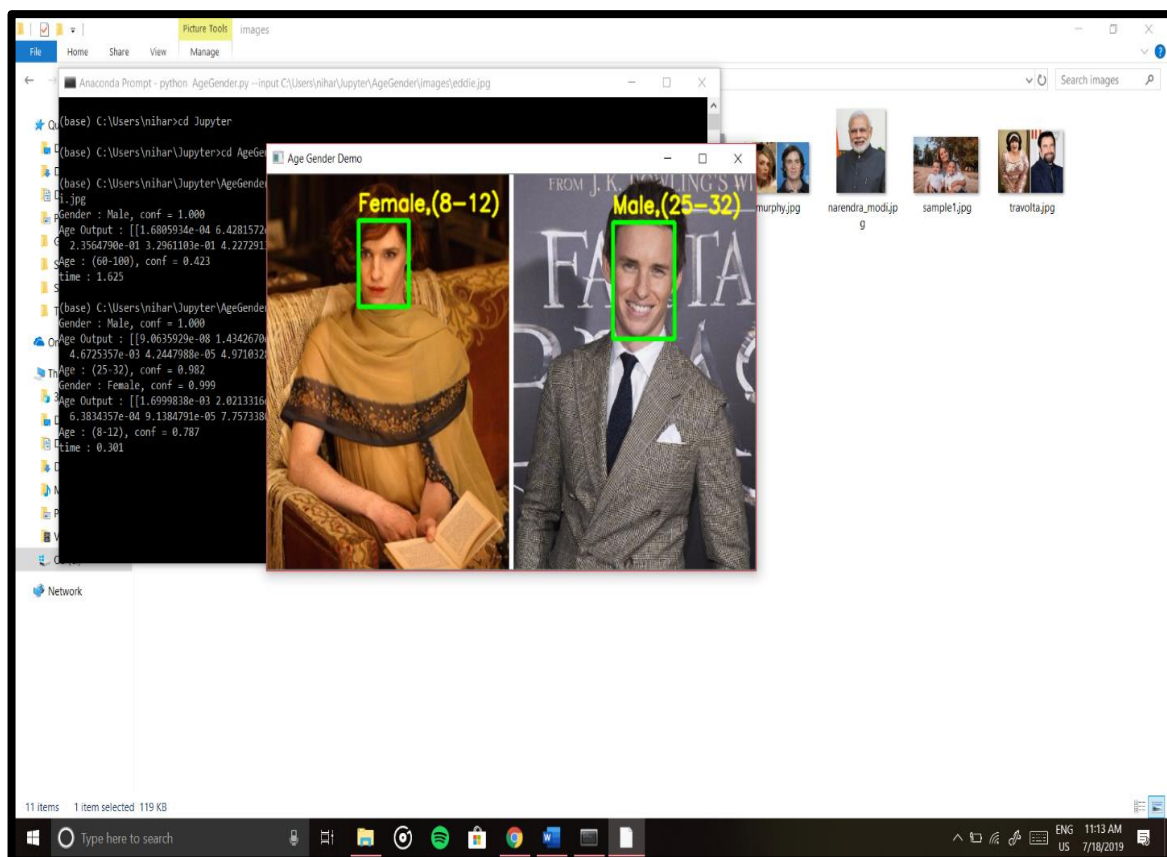 Picture Tools images
File Home Share View Manage
Search images
Anaconda Prompt - python AgeGender.py --input C:\Users\nihar\Jupyter\AgeGender\images\eddie.jpg
(base) C:\Users\nihar>cd Jupyter
(base) C:\Users\nihar\Jupyter>cd AgeGen
(base) C:\Users\nihar\Jupyter\AgeGende
i.jpg
Gender : Male, conf = 1.000
Age Output : [[1.6805934e-04 6.4281572
2.3564790e-01 3.2961103e-01 4.227291
Age : (60-100), conf = 0.423
time : 1.625
(base) C:\Users\nihar\Jupyter\AgeGende
Gender : Male, conf = 1.000
Age Output : [[9.0635929e-08 1.4342670
4.6725357e-03 4.2447988e-05 4.971032
Age : (25-32), conf = 0.982
Gender : Female, conf = 0.999
Age Output : [[1.6999838e-03 2.0213316
6.3834357e-04 9.1384791e-05 7.757338
Age : (8-12), conf = 0.787
time : 0.301
Age Gender Demo
Female,(8-12)
FROM J. K. ROWLING'S WI
Male,(25-32)
FA TA
murphy.jpg
narendra_modi.jp
g
sample1.jpg
travolta.jpg
Network
11 items 1 item selected 119 KB
Type here to search
ENG 11:13 AM
US 7/18/2019